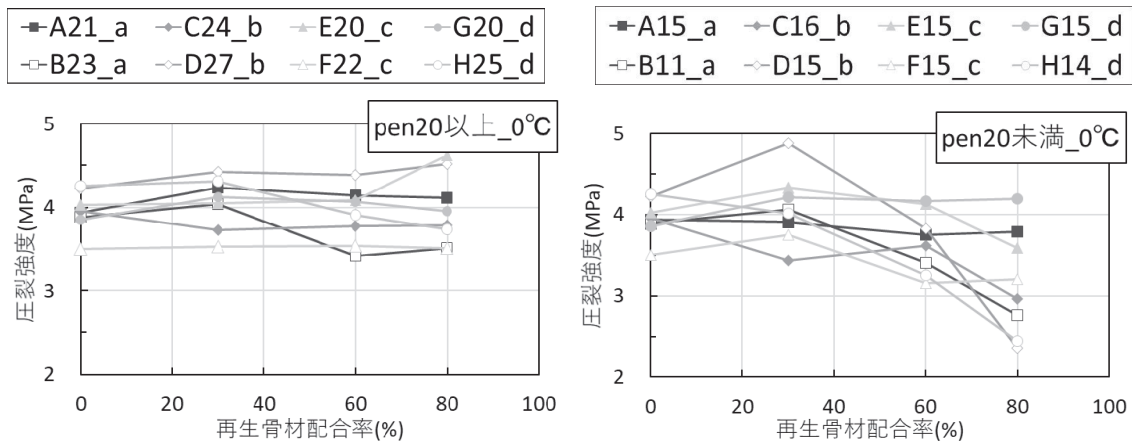 A21_a C24_b E20_c G20_d
B23_a D27_b F22_c H25_d
pen20以上_0℃
5
4
3
2
圧裂強度(MPa)
0 20 40 60 80 100
再生骨材配合率(%)
A15_a C16_b E15_c G15_d
B11_a D15_b F15_c H14_d
pen20未満_0℃
5
4
3
2
圧裂強度(MPa)
0 20 40 60 80 100
再生骨材配合率(%)